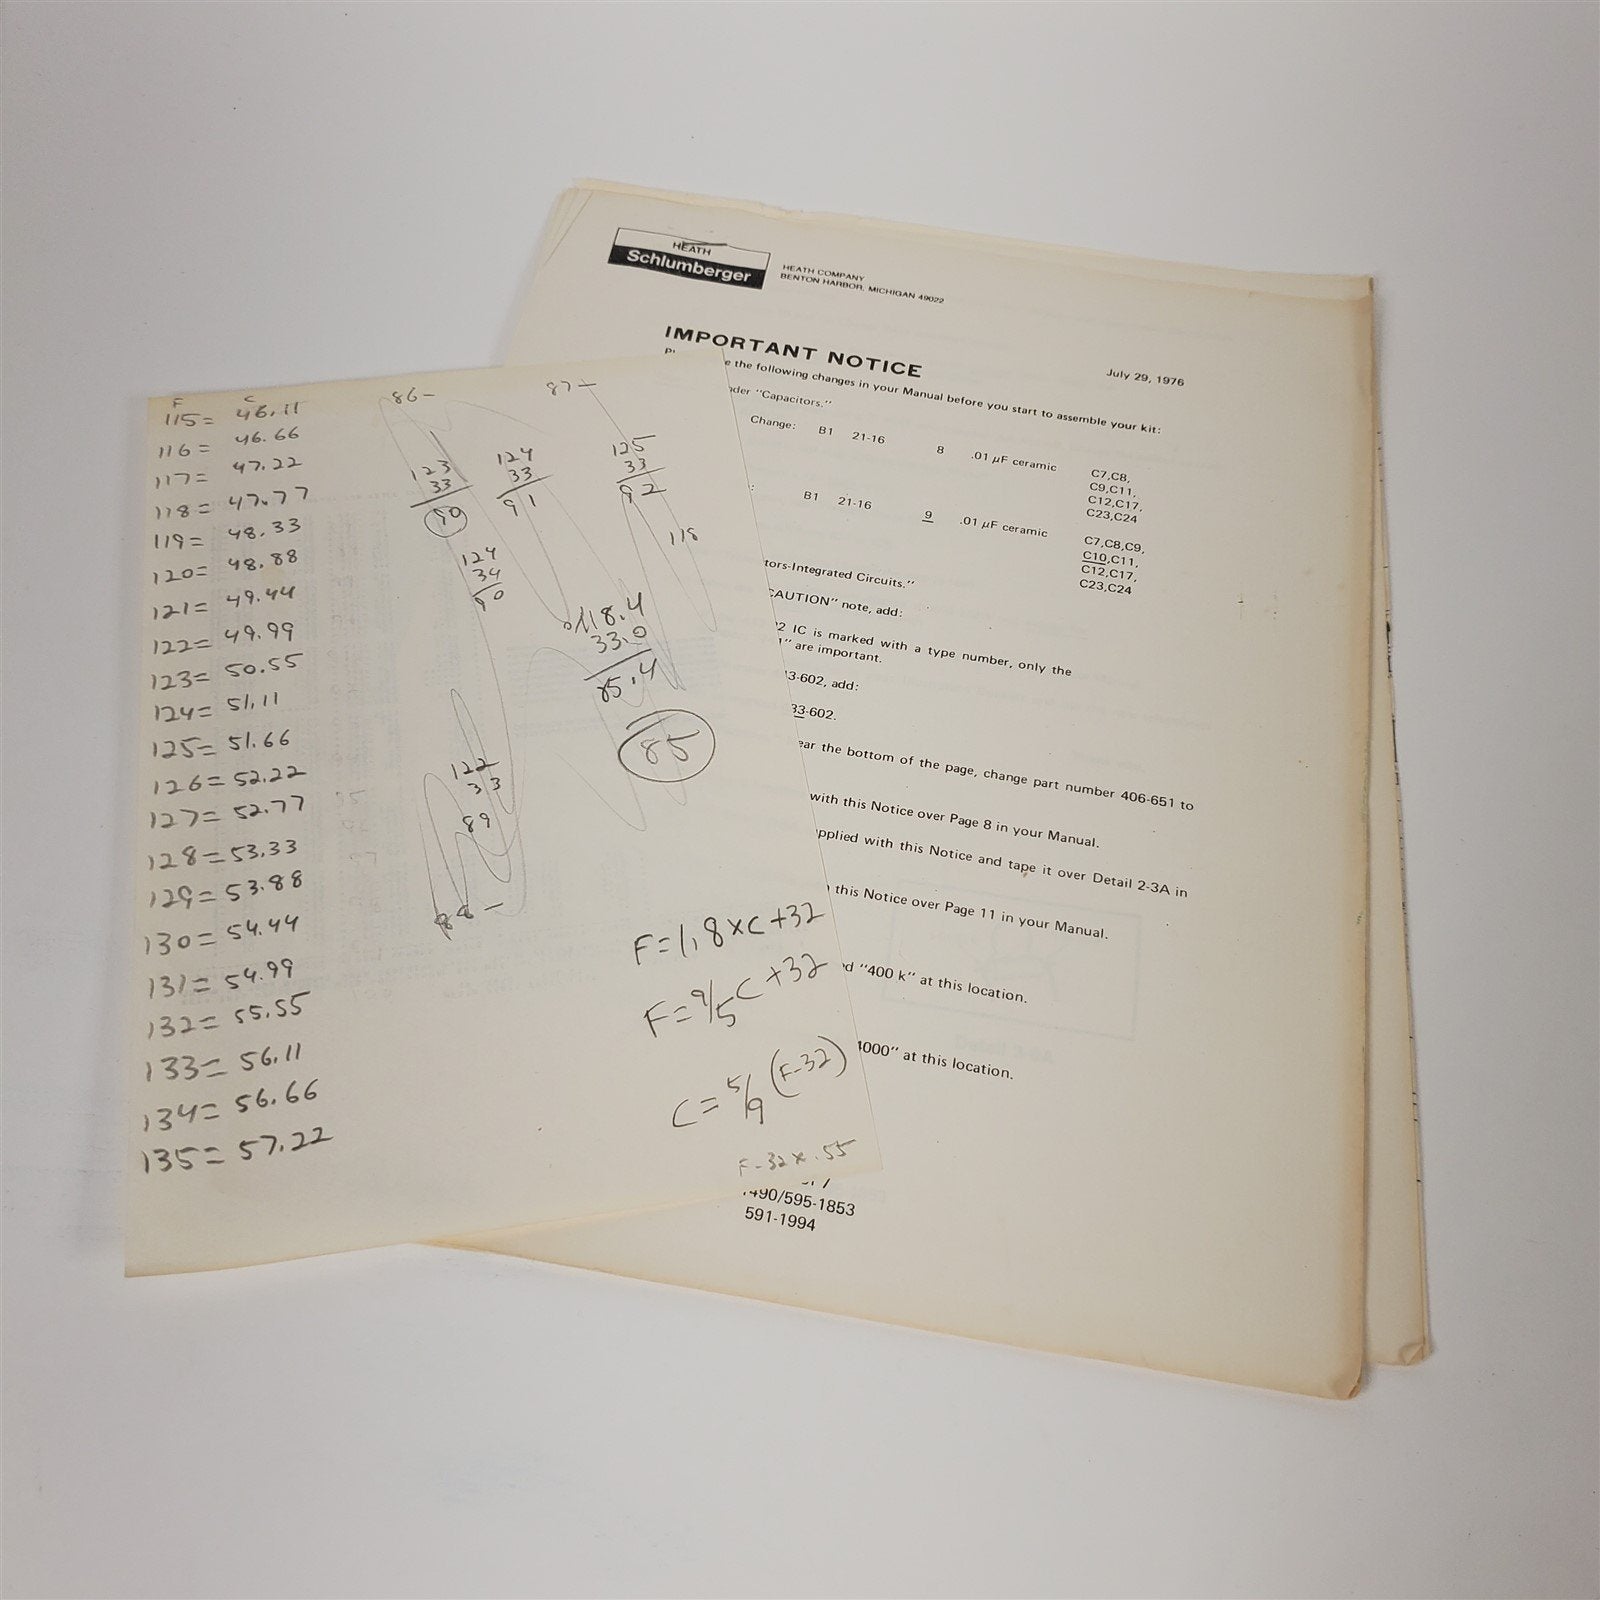 F C
115= 46.11
116= 46.66
117= 47.22
118= 47.77
119= 48.33
120= 48.88
121= 49.44
122= 49.99
123= 50.55
124= 51.11
125= 51.66
126= 52.22
127= 52.77
128= 53.33
129= 53.88
130= 54.44
131= 54.99
132= 55.55
133= 56.11
134= 56.66
135= 57.22
86-
87-
123
33
90
124
33
91
125
33
92
118
124
34
90
118.4
33.0
85.4
85
122
33
89
88-
F=1.8×C+32
F=9/5C+32
C=5/9(F-32)
F-32×.55
HEATH
Schlumberger
HEATH COMPANY
BENTON HARBOR, MICHIGAN 49022
IMPORTANT NOTICE
July 29, 1976
the following changes in your Manual before you start to assemble your kit:
"Capacitors."
Change: B1 21-16 8 .01 µF ceramic C7,C8,
C9,C11,
C12,C17,
C23,C24
: B1 21-16 9 .01 µF ceramic C7,C8,C9,
C10,C11,
C12,C17,
C23,C24
tors-Integrated Circuits."
CAUTION" note, add:
2 IC is marked with a type number, only the
" are important.
3-602, add:
33-602.
ear the bottom of the page, change part number 406-651 to
with this Notice over Page 8 in your Manual.
pplied with this Notice and tape it over Detail 2-3A in
this Notice over Page 11 in your Manual.
d "400 k" at this location.
4000" at this location.
490/595-1853
591-1994